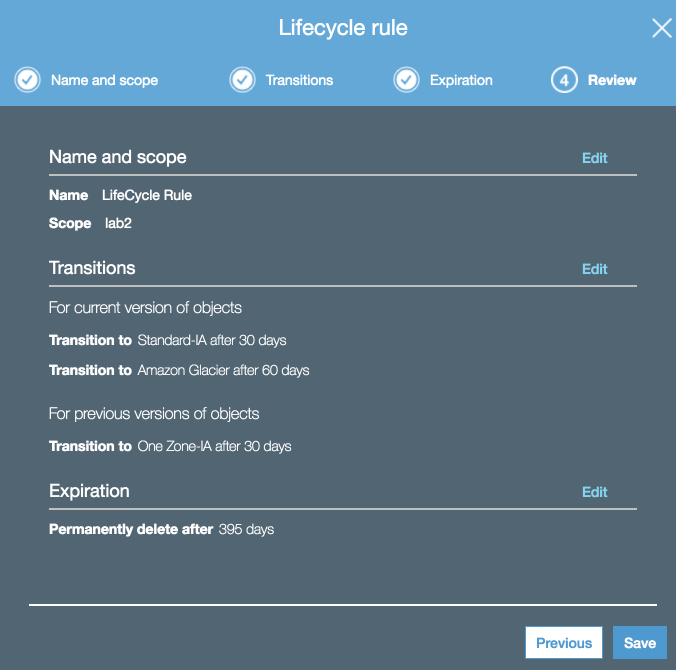 Lifecycle rule
Name and scope
Transitions
Expiration
4 Review
Name and scope Edit
Name LifeCycle Rule
Scope lab2
Transitions Edit
For current version of objects
Transition to Standard-IA after 30 days
Transition to Amazon Glacier after 60 days
For previous versions of objects
Transition to One Zone-IA after 30 days
Expiration Edit
Permanently delete after 395 days
Previous
Save